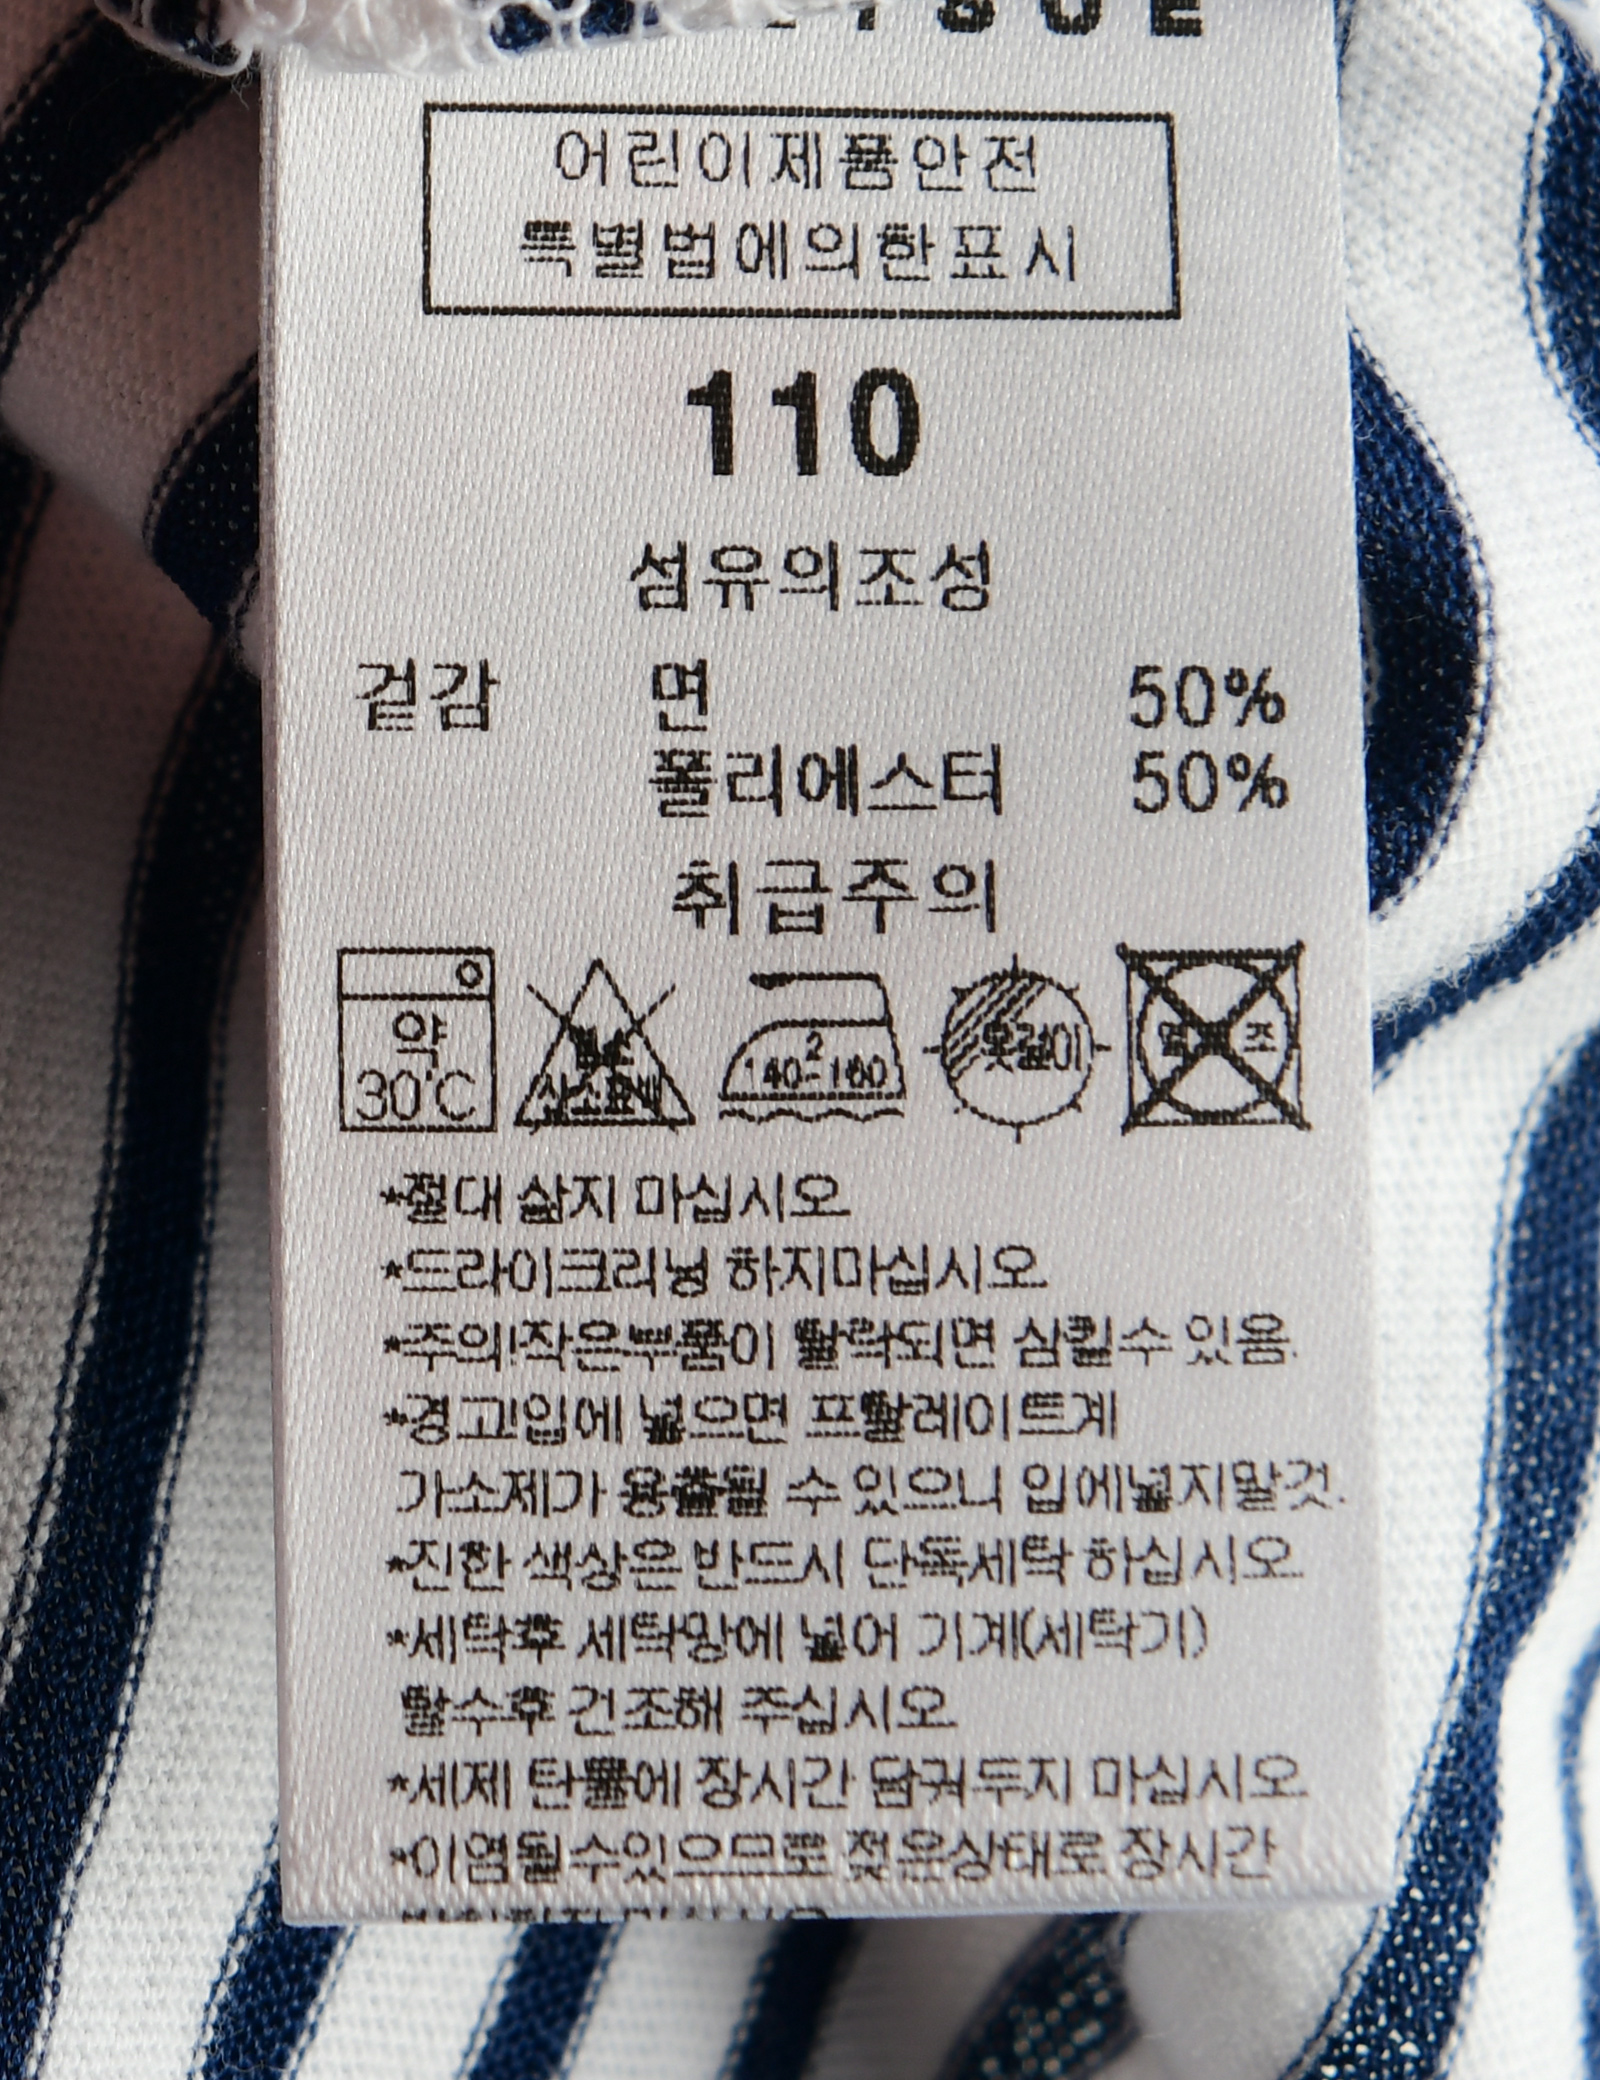 어린이제품안전
특별법에의한표시
110
섬유의조성
겉감 면 50%
폴리에스터 50%
취급주의
약 30℃
2 140-160
옷걸이
*절대 삶지 마십시오
*드라이크리닝 하지마십시오
*주의!작은부품이 탈락되면 삼킬수 있음.
*경고!입에 넣으면 프탈레이트계
가소제가 용출될 수 있으니 입에넣지말것.
*진한 색상은 반드시 단독세탁 하십시오
*세탁후 세탁망에 넣어 기계(세탁기)
탈수후 건조해 주십시오
*세제 탄물에 장시간 담궈두지 마십시오
*이염될수있으므로 젖은상태로 장시간